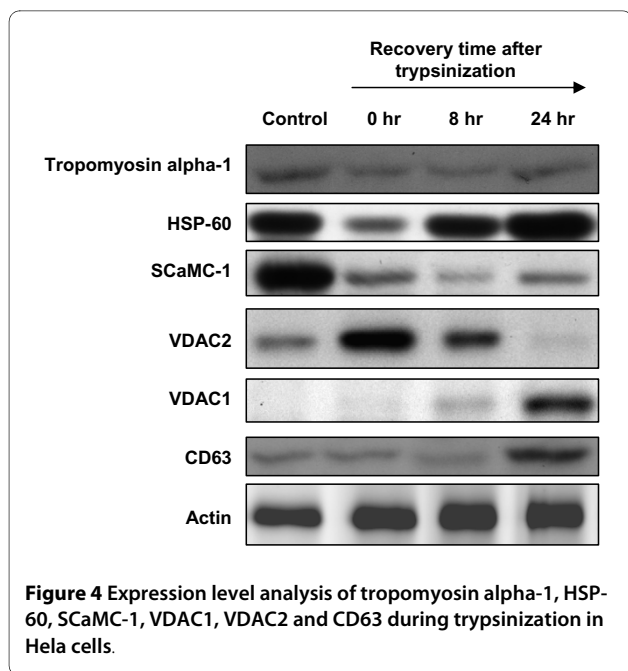 Recovery time after
trypsinization
Control 0 hr 8 hr 24 hr
Tropomyosin alpha-1
HSP-60
SCaMC-1
VDAC2
VDAC1
CD63
Actin
Figure 4 Expression level analysis of tropomyosin alpha-1, HSP-
60, SCaMC-1, VDAC1, VDAC2 and CD63 during trypsinization in
Hela cells.